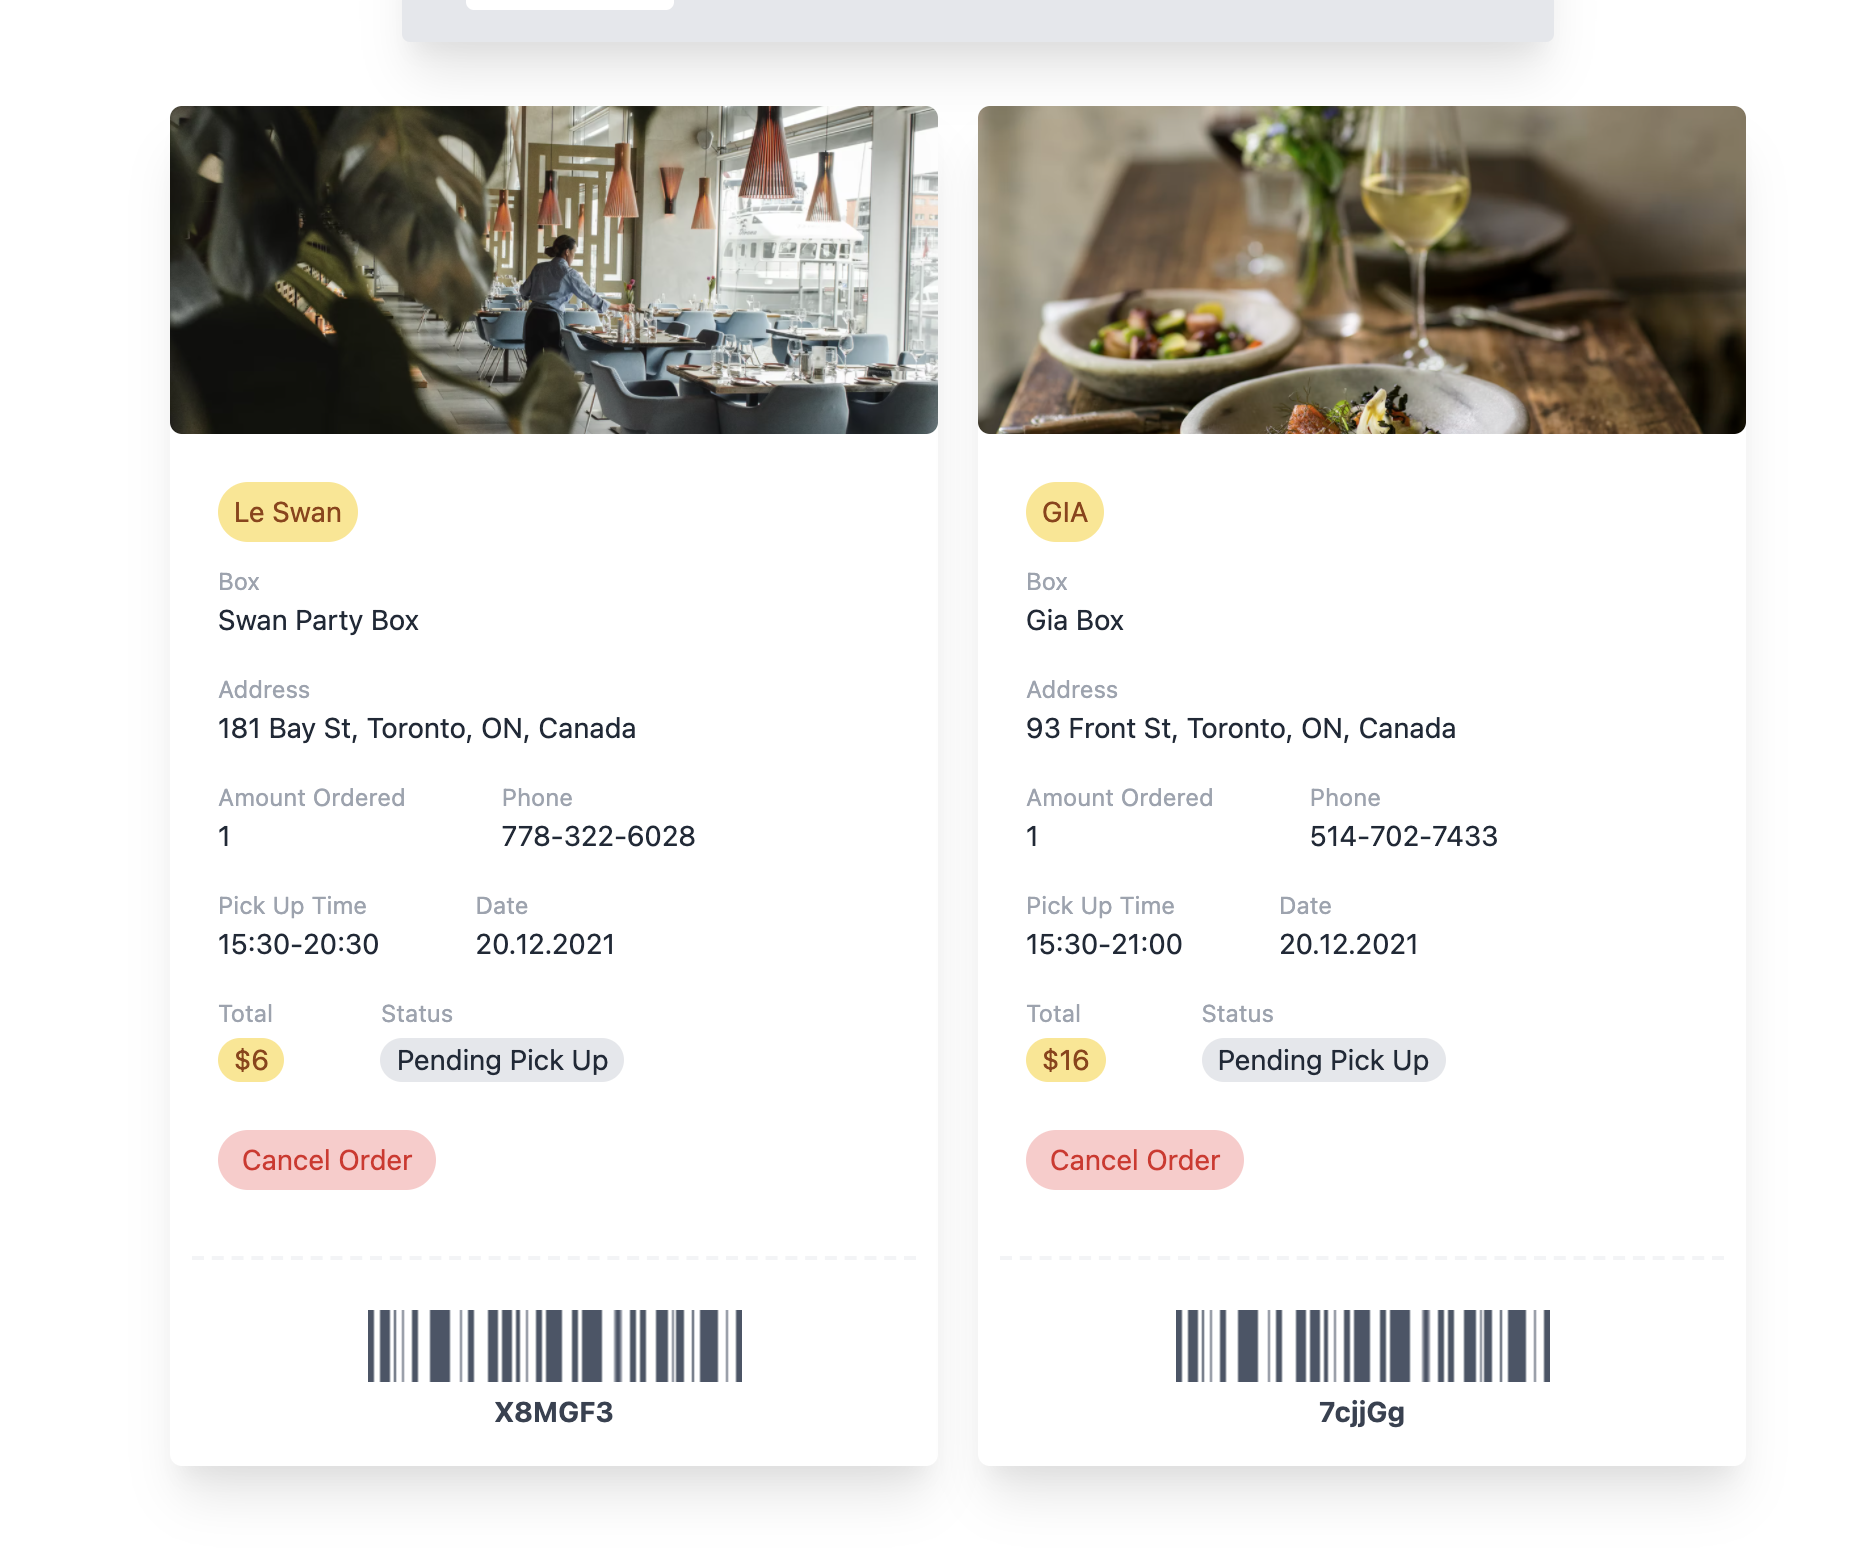 Le Swan
Box
Swan Party Box
Address
181 Bay St, Toronto, ON, Canada
Amount Ordered Phone
1 778-322-6028
Pick Up Time Date
15:30-20:30 20.12.2021
Total Status
$6 Pending Pick Up
Cancel Order
X8MGF3
GIA
Box
Gia Box
Address
93 Front St, Toronto, ON, Canada
Amount Ordered Phone
1 514-702-7433
Pick Up Time Date
15:30-21:00 20.12.2021
Total Status
$16 Pending Pick Up
Cancel Order
7cjjGg